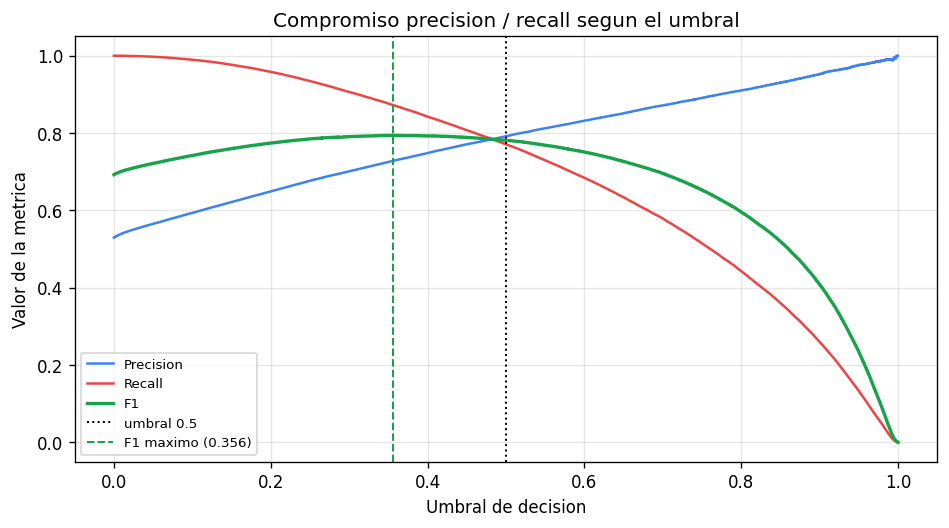 Compromiso precision / recall segun el umbral
Valor de la metrica
1.0
0.8
0.6
0.4
0.2
0.0
Precision
Recall
F1
umbral 0.5
F1 maximo (0.356)
0.0 0.2 0.4 0.6 0.8 1.0
Umbral de decision